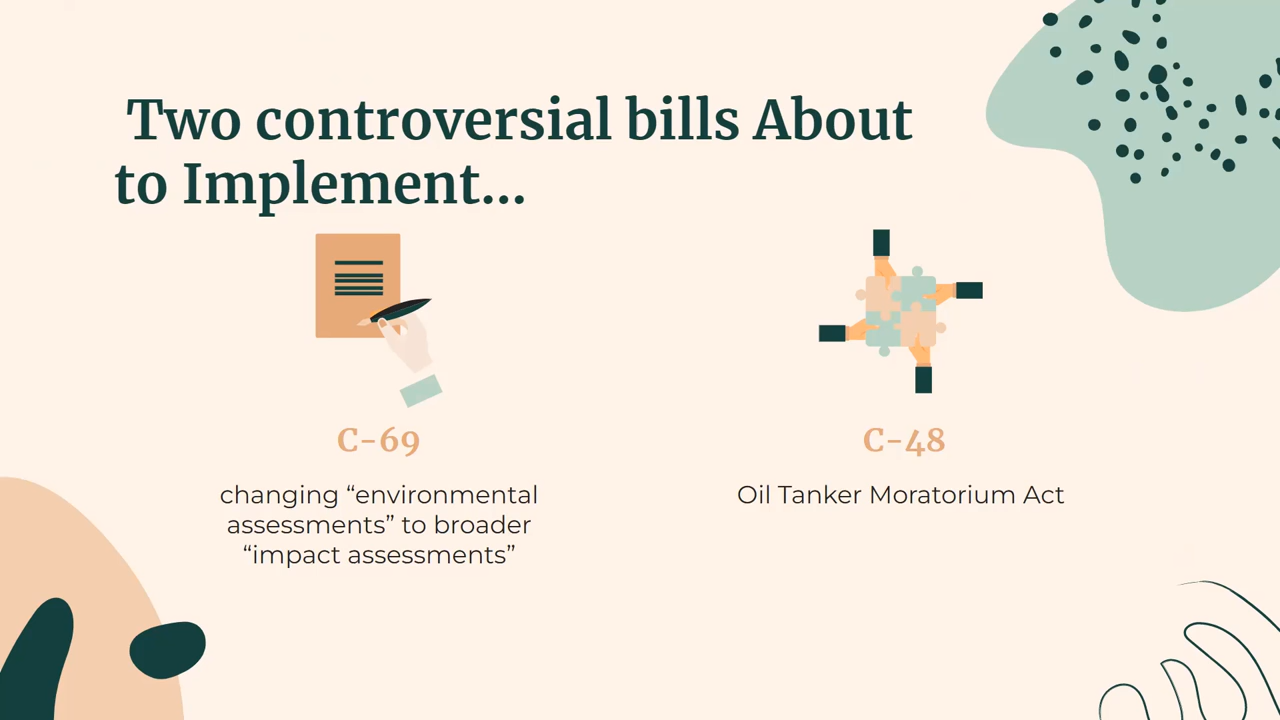 Two controversial bills About
to Implement...
C-69
changing “environmental
assessments” to broader
“impact assessments”
C-48
Oil Tanker Moratorium Act